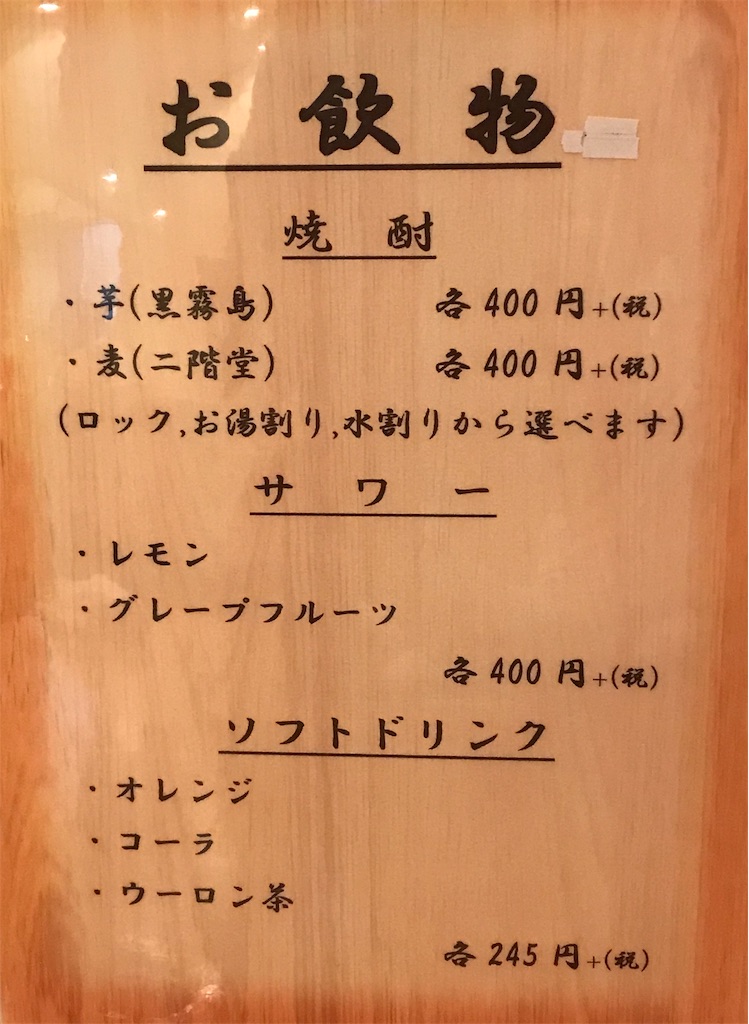 お飲物
焼酎
・芋(黒霧島) 各400円+(税)
・麦(二階堂) 各400円+(税)
(ロック,お湯割り,水割りから選べます)
サワー
・レモン
・グレープフルーツ
各400円+(税)
ソフトドリンク
・オレンジ
・コーラ
・ウーロン茶
各245円+(税)